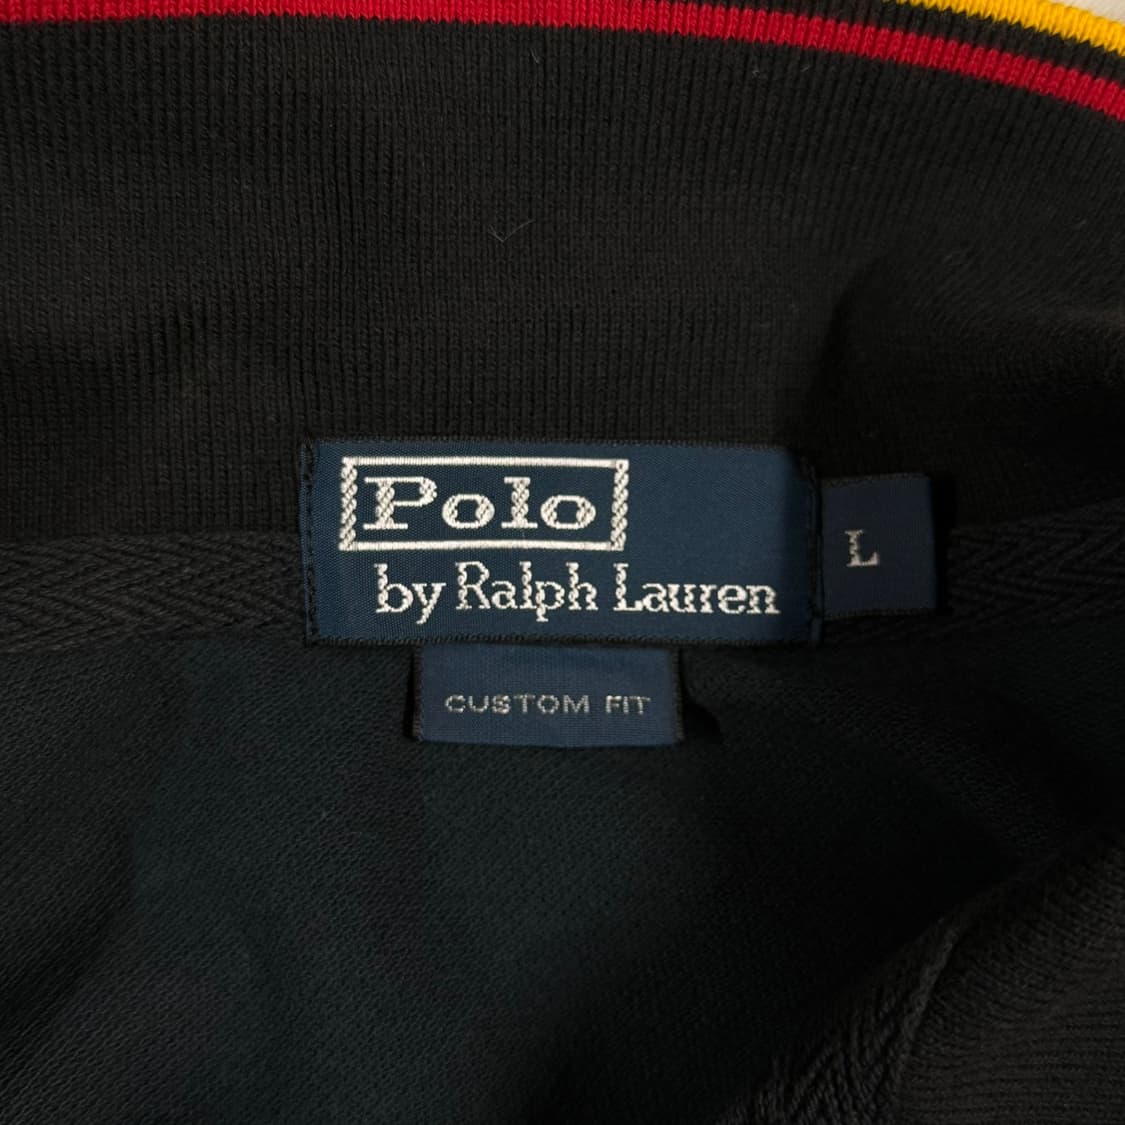 Polo
by Ralph Lauren
L
CUSTOM FIT